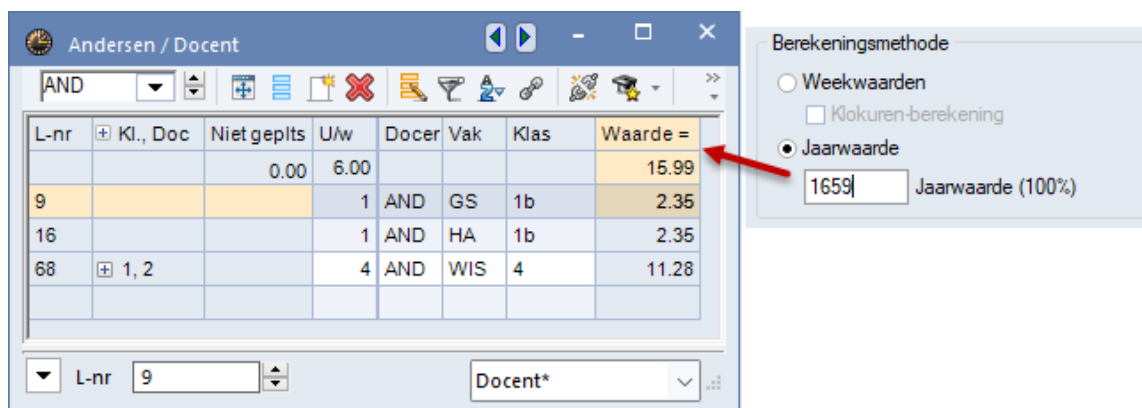 Andersen / Docent
AND
L-nr Kl., Doc Niet geplts U/w Docer Vak Klas Waarde =
0.00 6.00 15.99
9 1 AND GS 1b 2.35
16 1 AND HA 1b 2.35
68 1, 2 4 AND WIS 4 11.28
L-nr 9 Docent*
Berekeningsmethode
Weekwaarden
Klokuren-berekening
Jaarwaarde
1659 Jaarwaarde (100%)